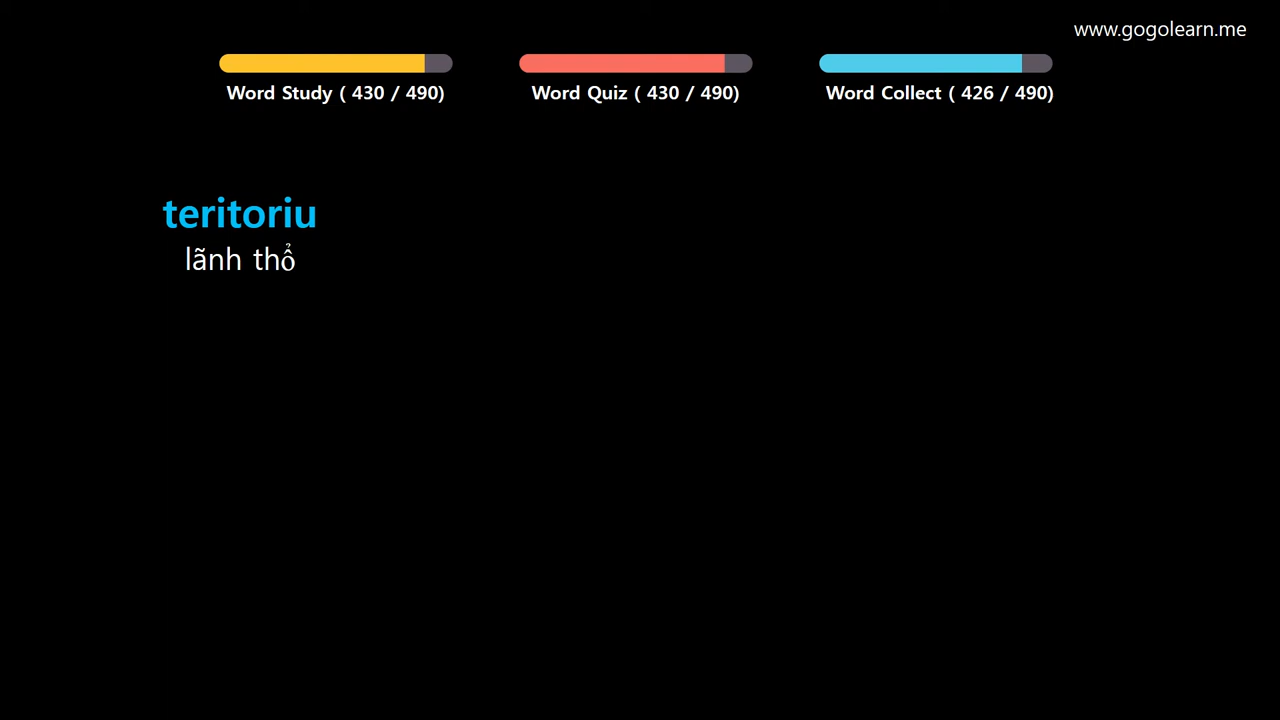 www.gogolearn.me
Word Study ( 430 / 490)
Word Quiz ( 430 / 490)
Word Collect ( 426 / 490)
teritoriu
lãnh thổ